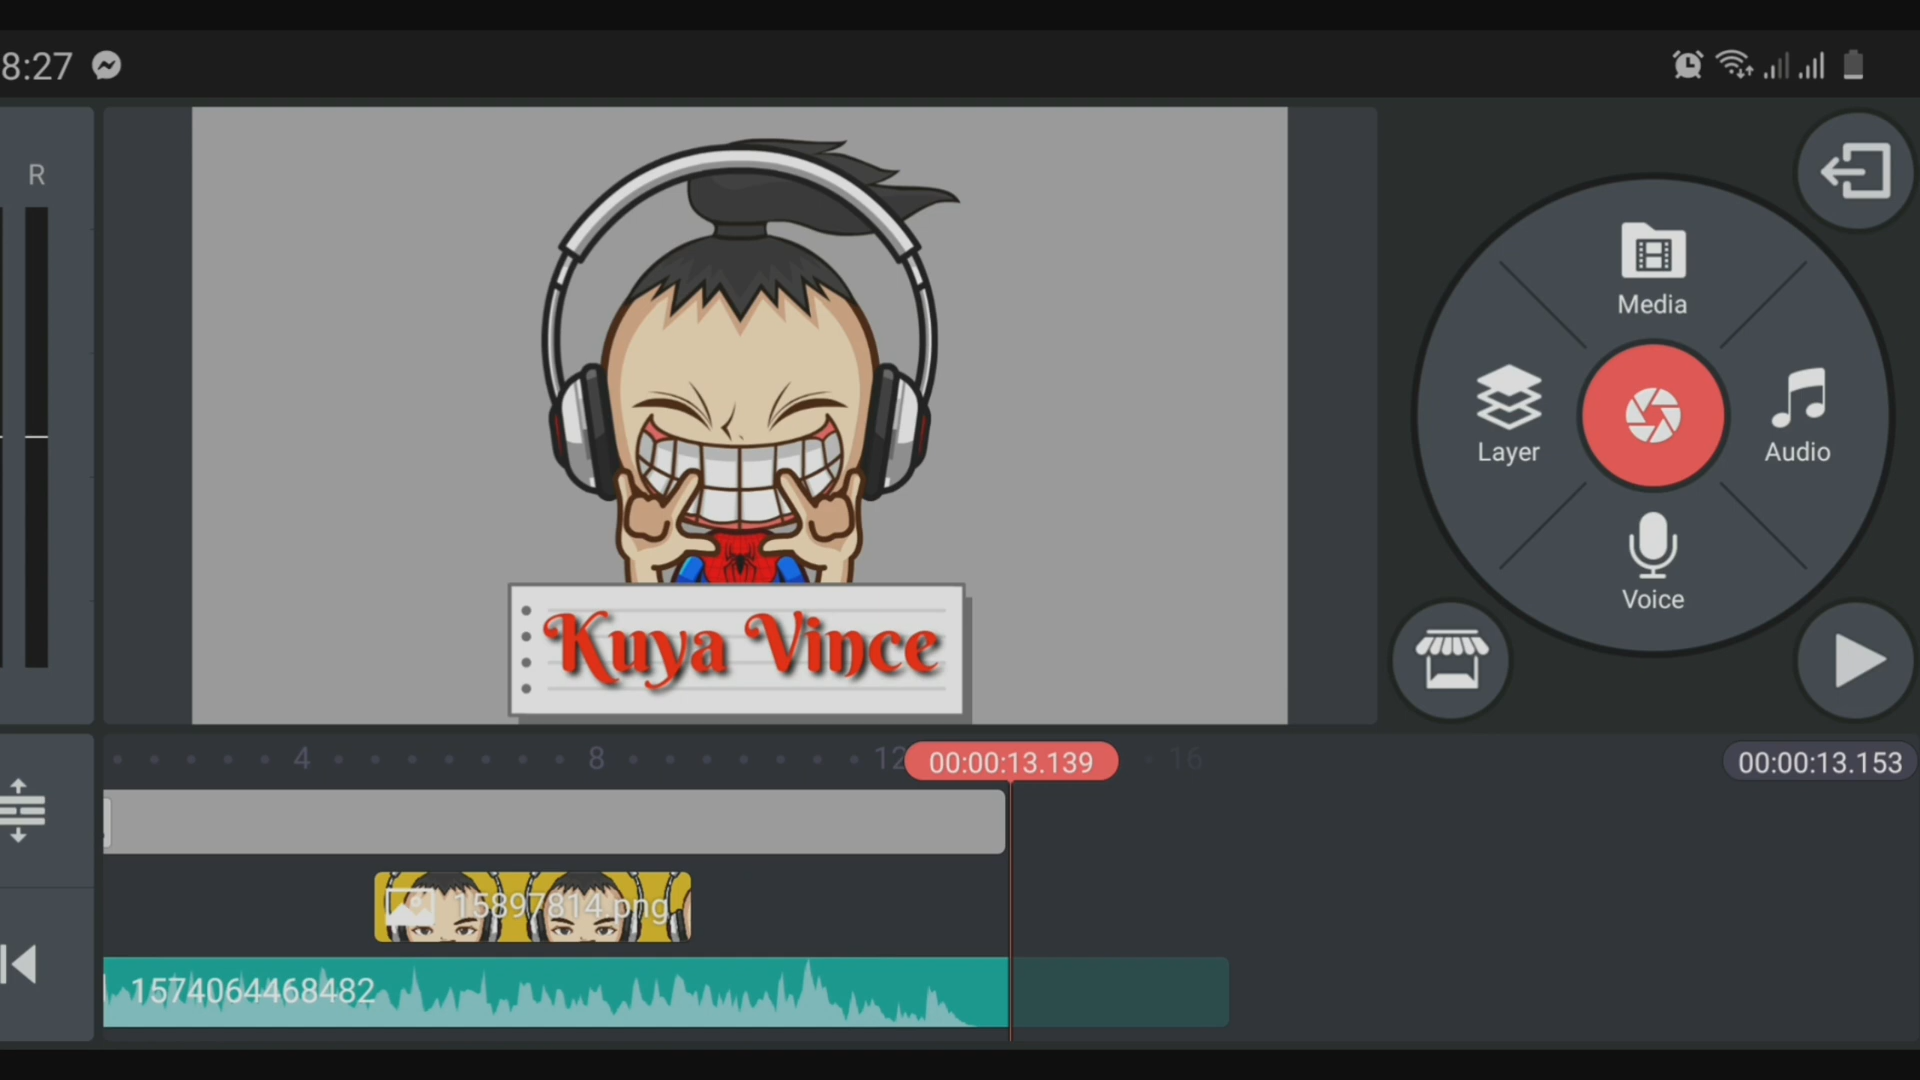 8:27
R
Media
Layer
Audio
Voice
Kuya Vince
4 8 12 16
00:00:13.139
00:00:13.153
15897814.png
1574064468482